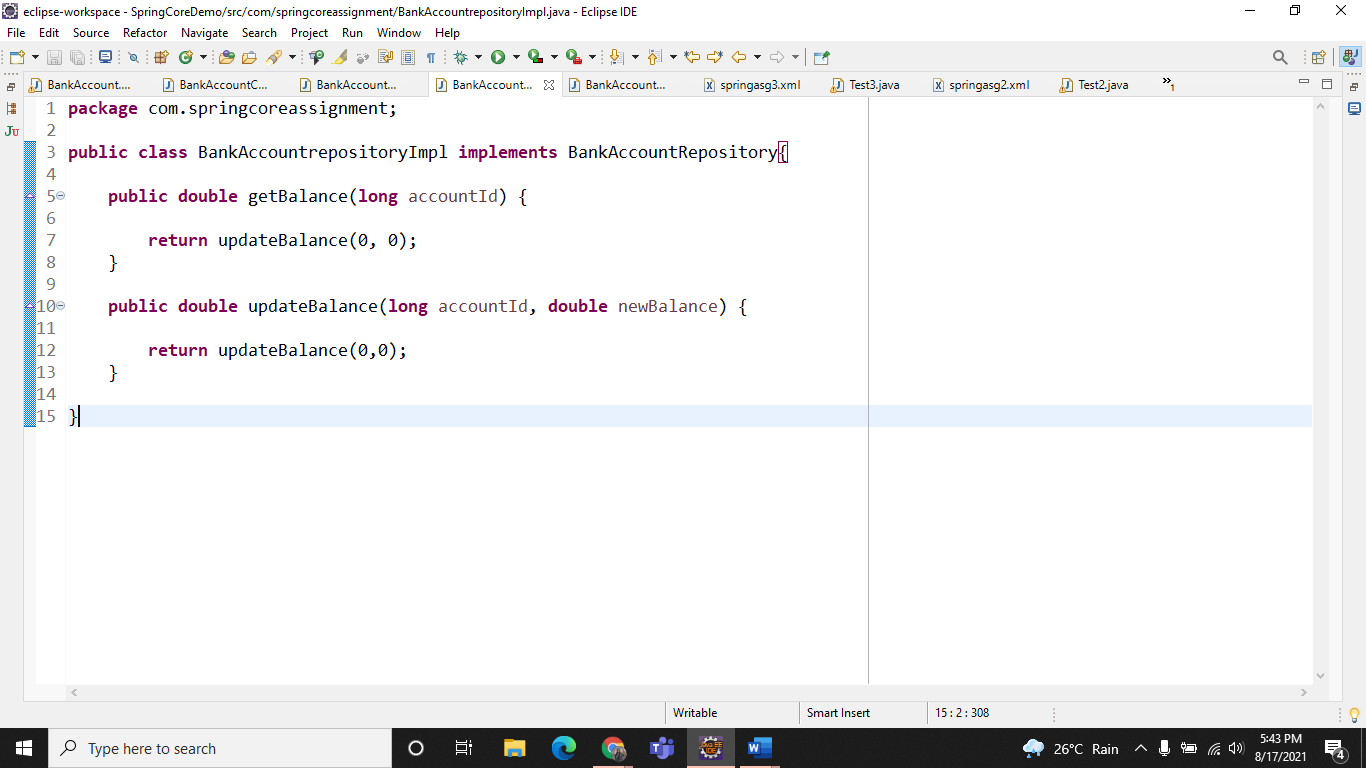 eclipse-workspace - SpringCoreDemo/src/com/springcoreassignment/BankAccountrepositoryImpl.java - Eclipse IDE
File Edit Source Refactor Navigate Search Project Run Window Help
BankAccount.... BankAccountC... BankAccount... BankAccount... BankAccount... springasg3.xml Test3.java springasg2.xml Test2.java »1
Ju
1 package com.springcoreassignment;
2
3 public class BankAccountrepositoryImpl implements BankAccountRepository{
4
5 public double getBalance(long accountId) {
6
7 return updateBalance(0, 0);
8 }
9
10 public double updateBalance(long accountId, double newBalance) {
11
12 return updateBalance(0,0);
13 }
14
15 }
Writable Smart Insert 15 : 2 : 308
Type here to search
26°C Rain
5:43 PM
8/17/2021
4